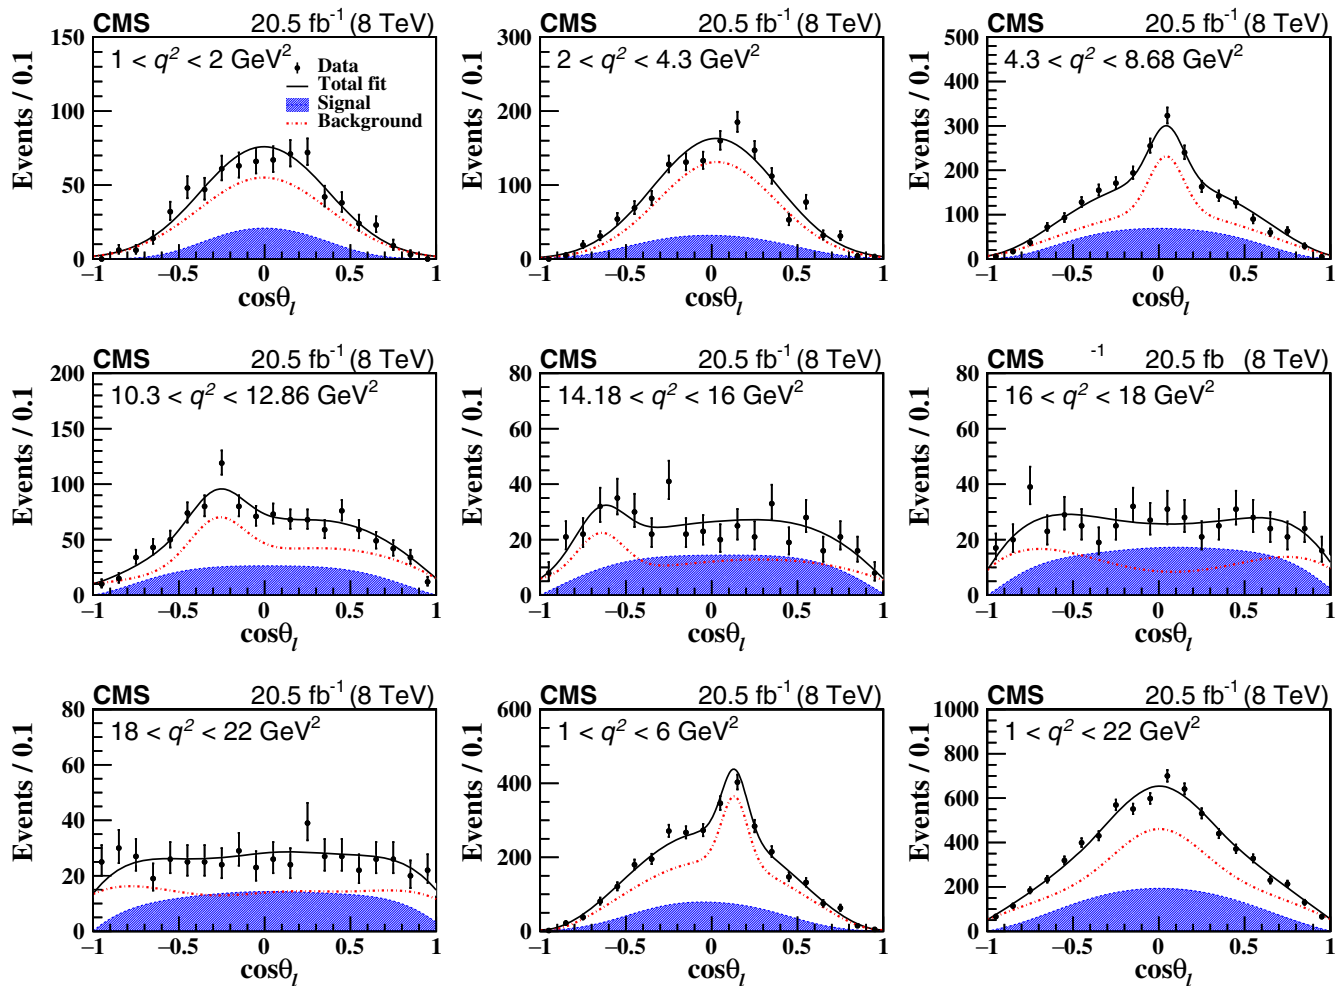 CMS 20.5 fb⁻¹ (8 TeV)
1 < q² < 2 GeV²
Data
Total fit
Signal
Background
Events / 0.1
150
100
50
0
−1 −0.5 0 0.5 1
cosθl
CMS 20.5 fb⁻¹ (8 TeV)
2 < q² < 4.3 GeV²
Events / 0.1
300
200
100
0
−1 −0.5 0 0.5 1
cosθl
CMS 20.5 fb⁻¹ (8 TeV)
4.3 < q² < 8.68 GeV²
Events / 0.1
500
400
300
200
100
0
−1 −0.5 0 0.5 1
cosθl
CMS 20.5 fb⁻¹ (8 TeV)
10.3 < q² < 12.86 GeV²
Events / 0.1
200
150
100
50
0
−1 −0.5 0 0.5 1
cosθl
CMS 20.5 fb⁻¹ (8 TeV)
14.18 < q² < 16 GeV²
Events / 0.1
80
60
40
20
0
−1 −0.5 0 0.5 1
cosθl
CMS ⁻¹ 20.5 fb (8 TeV)
16 < q² < 18 GeV²
Events / 0.1
80
60
40
20
0
−1 −0.5 0 0.5 1
cosθl
CMS 20.5 fb⁻¹ (8 TeV)
18 < q² < 22 GeV²
Events / 0.1
80
60
40
20
0
−1 −0.5 0 0.5 1
cosθl
CMS 20.5 fb⁻¹ (8 TeV)
1 < q² < 6 GeV²
Events / 0.1
600
400
200
0
−1 −0.5 0 0.5 1
cosθl
CMS 20.5 fb⁻¹ (8 TeV)
1 < q² < 22 GeV²
Events / 0.1
1000
800
600
400
200
0
−1 −0.5 0 0.5 1
cosθl